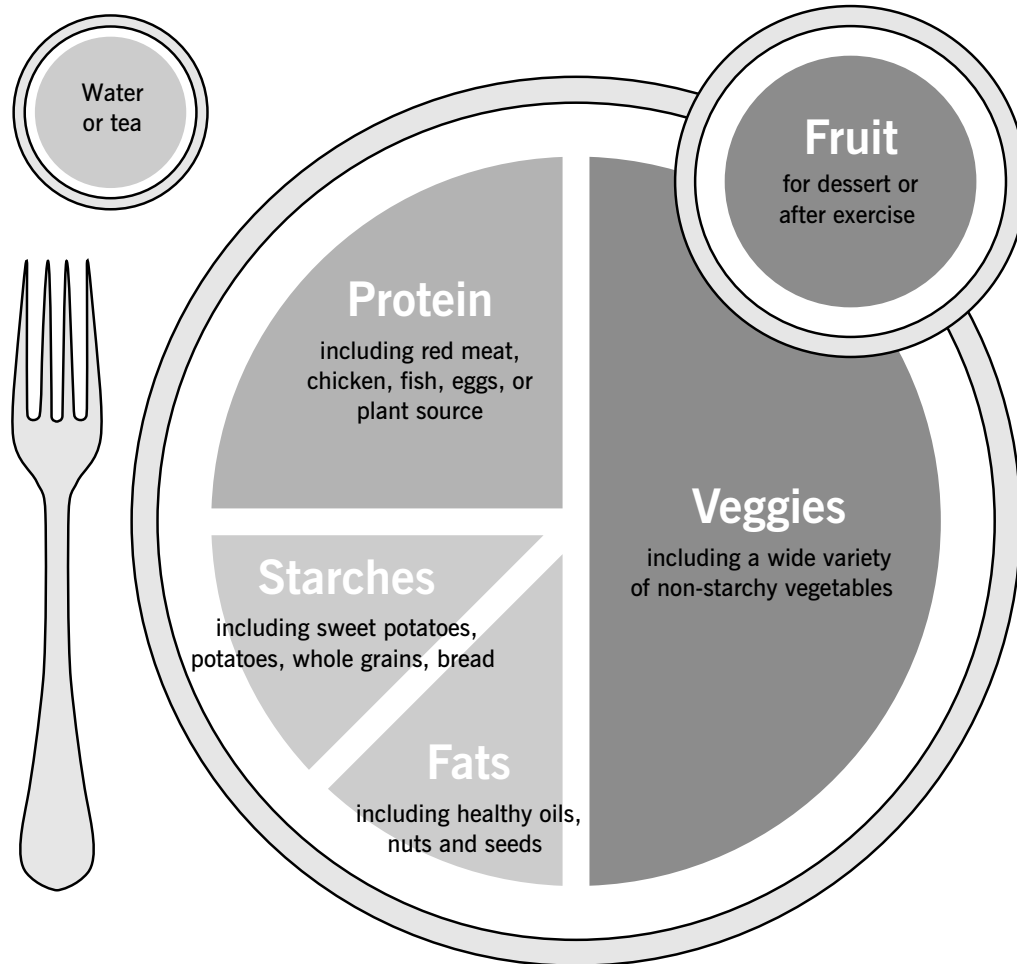 Water
or tea
Fruit
for dessert or
after exercise
Protein
including red meat,
chicken, fish, eggs, or
plant source
Veggies
including a wide variety
of non-starchy vegetables
Starches
including sweet potatoes,
potatoes, whole grains, bread
Fats
including healthy oils,
nuts and seeds